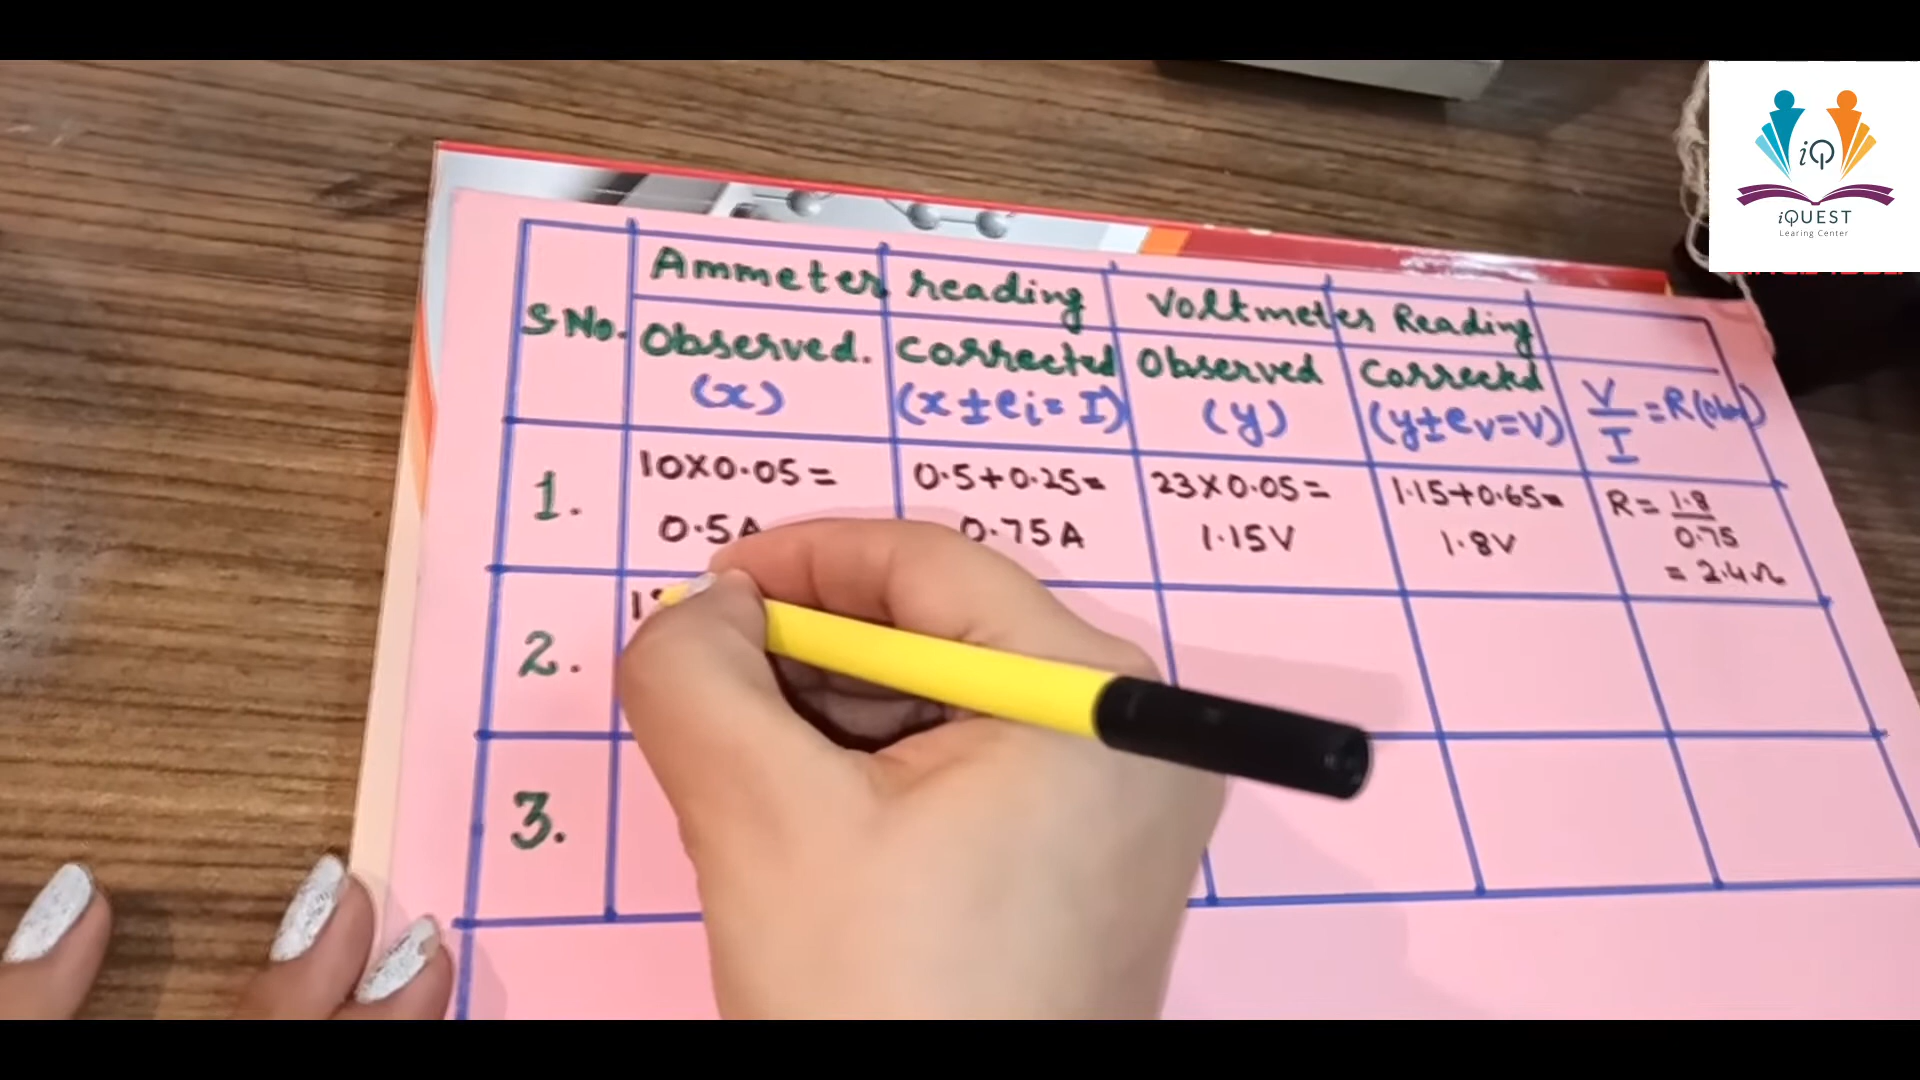 iQ
iQUEST
Learing Center
Ammeter reading
Voltmeter Reading
S No.
Observed.
(x)
Corrected
(x ± ei = I)
Observed
(y)
Corrected
(y ± ev = V)
V/I = R(obs)
1.
10×0.05=
0.5A
0.5+0.25=
0.75A
23×0.05=
1.15V
1.15+0.65=
1.8V
R= 1.8/0.75
= 2.4Ω
2.
3.